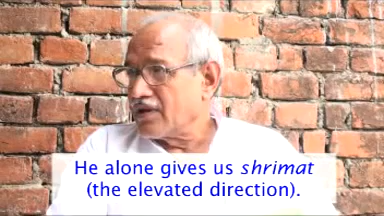 He alone gives us shrimat
(the elevated direction).